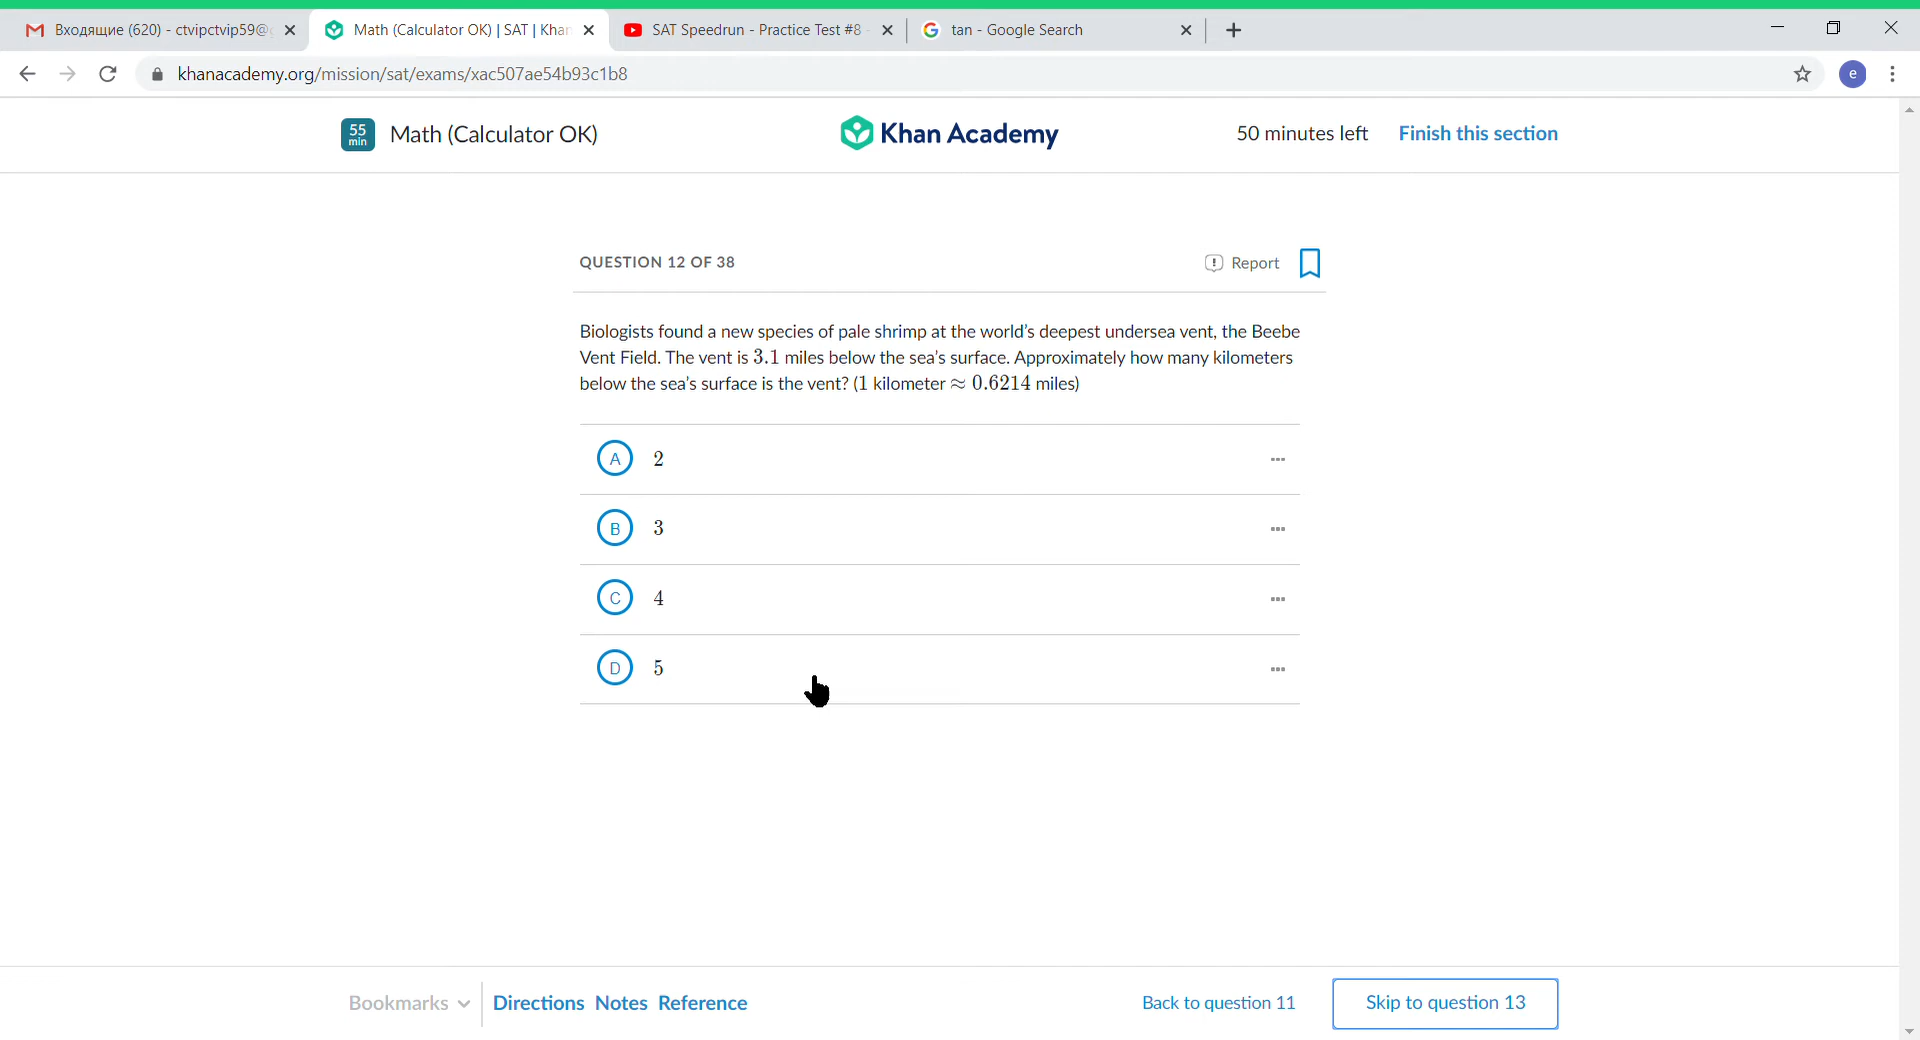 Входящие (620) - ctvipctvip59@
Math (Calculator OK) | SAT | Khan
SAT Speedrun - Practice Test #8
tan - Google Search
khanacademy.org/mission/sat/exams/xac507ae54b93c1b8
e
55
min
Math (Calculator OK)
Khan Academy
50 minutes left
Finish this section
QUESTION 12 OF 38
Report
Biologists found a new species of pale shrimp at the world's deepest undersea vent, the Beebe
Vent Field. The vent is 3.1 miles below the sea's surface. Approximately how many kilometers
below the sea's surface is the vent? (1 kilometer ≈ 0.6214 miles)
A 2
B 3
C 4
D 5
Bookmarks
Directions
Notes
Reference
Back to question 11
Skip to question 13